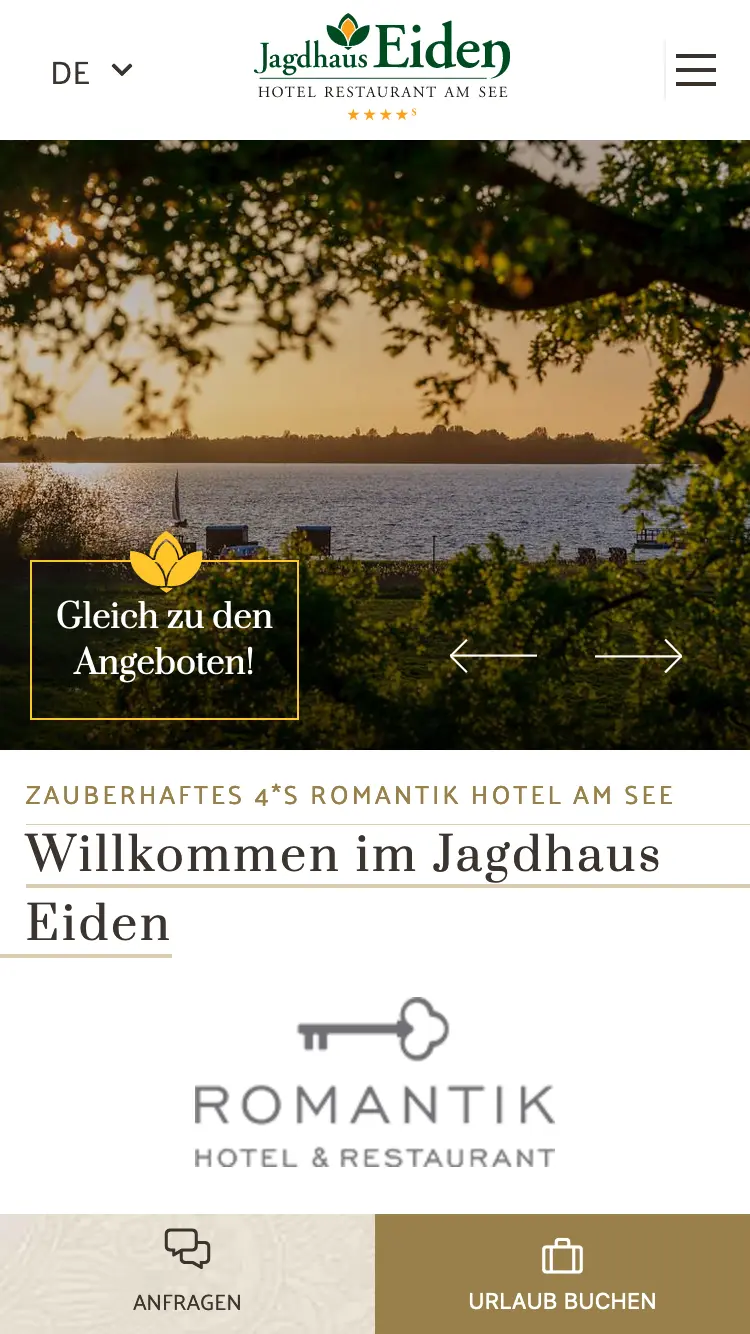 DE
Jagdhaus Eiden
HOTEL RESTAURANT AM SEE
★★★★S
Gleich zu den
Angeboten!
ZAUBERHAFTES 4*S ROMANTIK HOTEL AM SEE
Willkommen im Jagdhaus
Eiden
ROMANTIK
HOTEL & RESTAURANT
ANFRAGEN
URLAUB BUCHEN